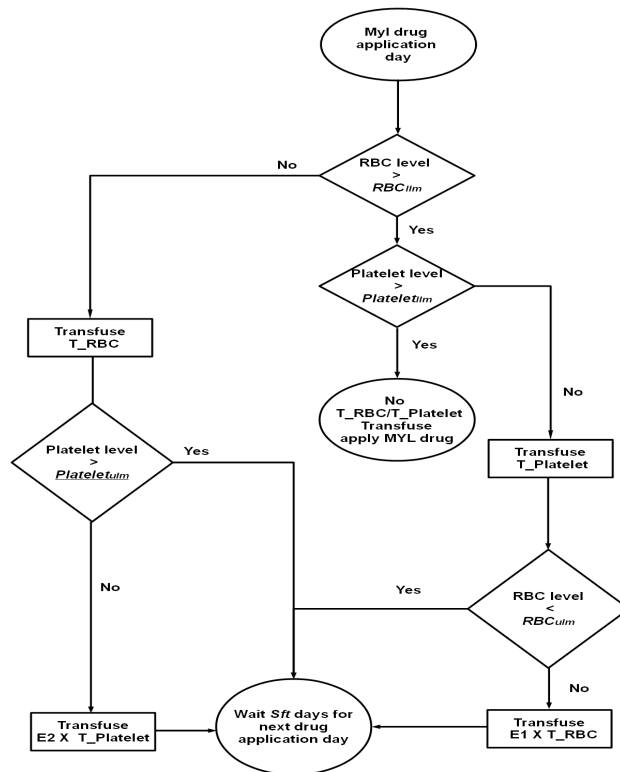 Myl drug
application
day
No
RBC level
>
RBCllm
Yes
Platelet level
>
Plateletllm
Transfuse
T_RBC
Yes
No
T_RBC/T_Platelet
Transfuse
apply MYL drug
No
Transfuse
T_Platelet
Platelet level
>
Plateletulm
Yes
No
Yes
RBC level
<
RBCulm
No
Transfuse
E2 X T_Platelet
Wait Sft days for
next drug
application day
Transfuse
E1 X T_RBC